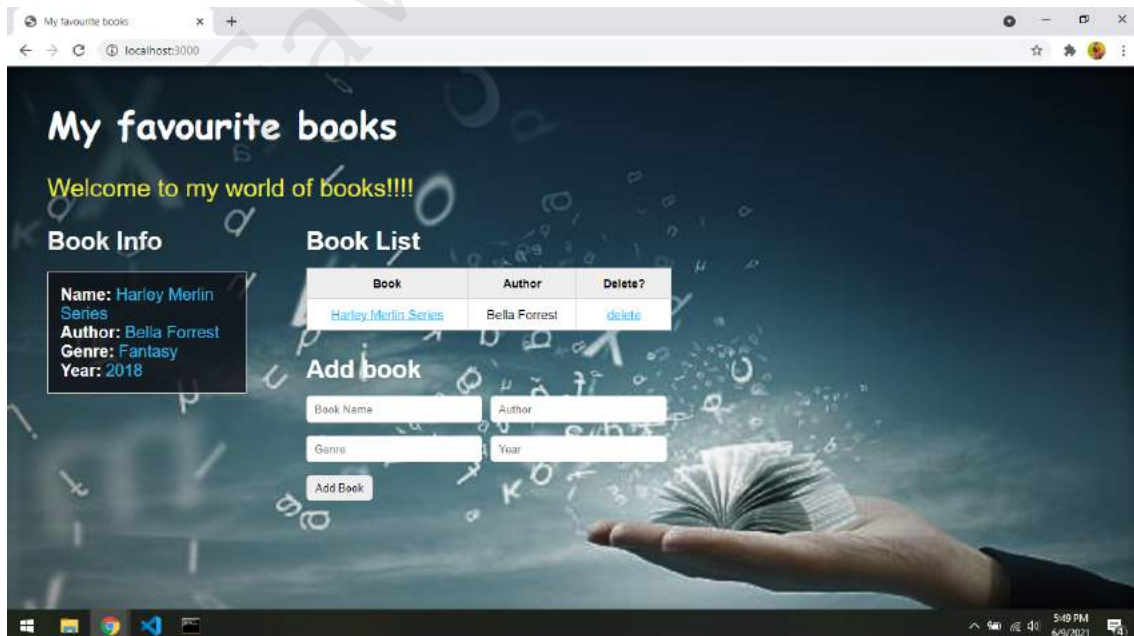 My favourite books
localhost:3000
My favourite books
Welcome to my world of books!!!!
Book Info
Name: Harley Merlin
Series
Author: Bella Forrest
Genre: Fantasy
Year: 2018
Book List
Book Author Delete?
Harley Merlin Series Bella Forrest delete
Add book
Book Name Author
Genre Year
Add Book
5:49 PM
6/9/2021